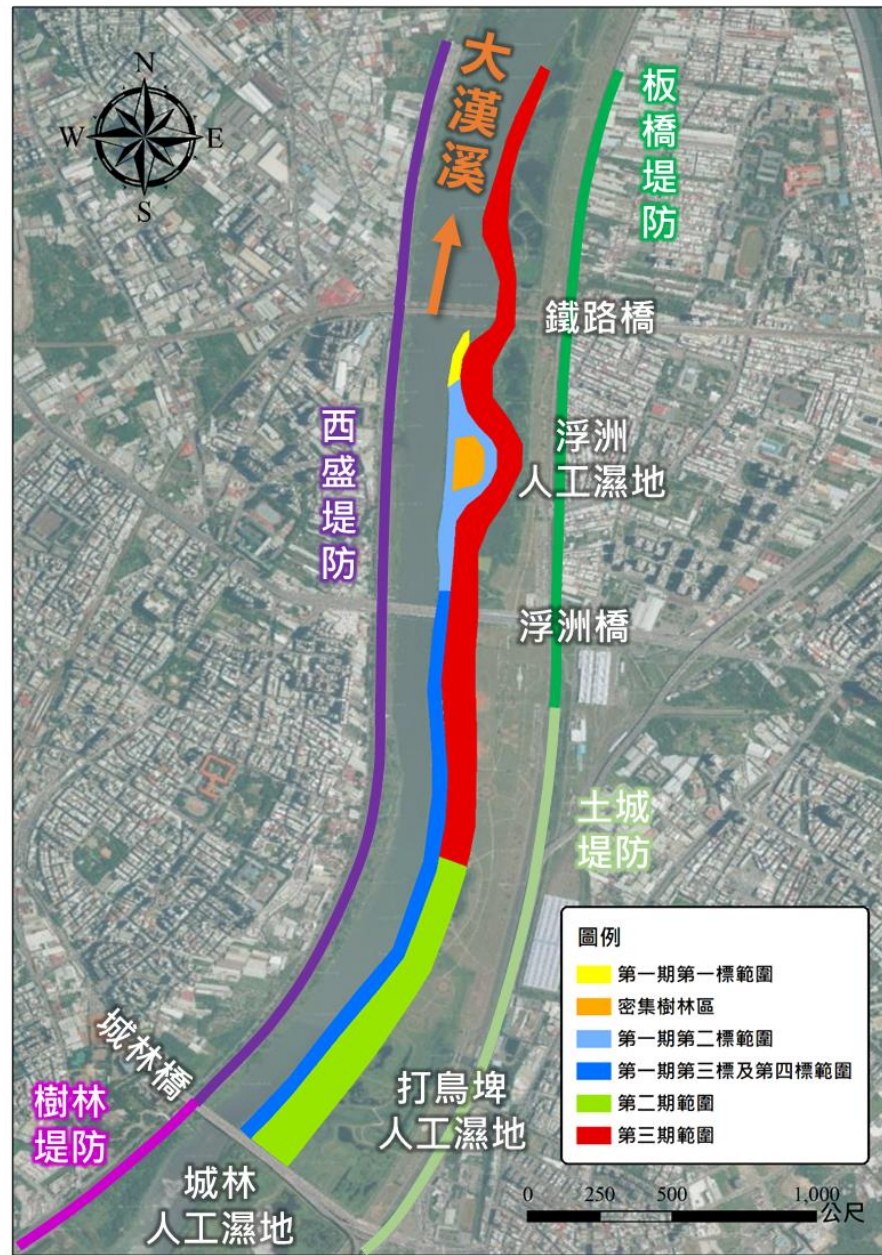 N
W
E
S
大漢溪
板橋堤防
鐵路橋
西盛堤防
浮洲
人工濕地
浮洲橋
土城
堤防
圖例
第一期第一標範圍
密集樹林區
第一期第二標範圍
第一期第三標及第四標範圍
第二期範圍
第三期範圍
城林橋
樹林
堤防
打鳥埤
人工濕地
城林
人工濕地
0 250 500 1,000
公尺